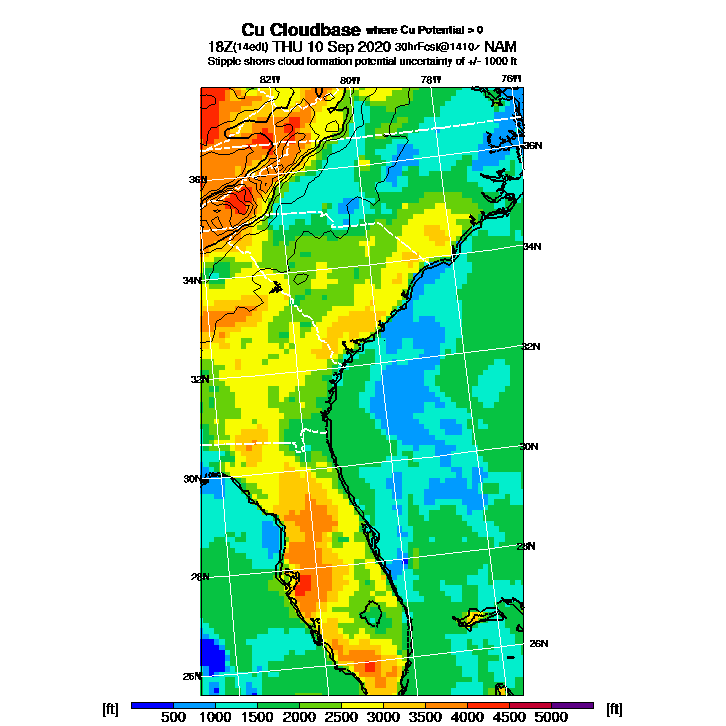 Cu Cloudbase where Cu Potential > 0
18Z(14edt) THU 10 Sep 2020 30hrFcst@1410z NAM
Stipple shows cloud formation potential uncertainty of +/- 1000 ft
82W 80W 78W 76W
36N
36N
34N
34N
32N
32N
30N
30N
28N
28N
26N
26N
[ft] [ft]
500 1000 1500 2000 2500 3000 3500 4000 4500 5000